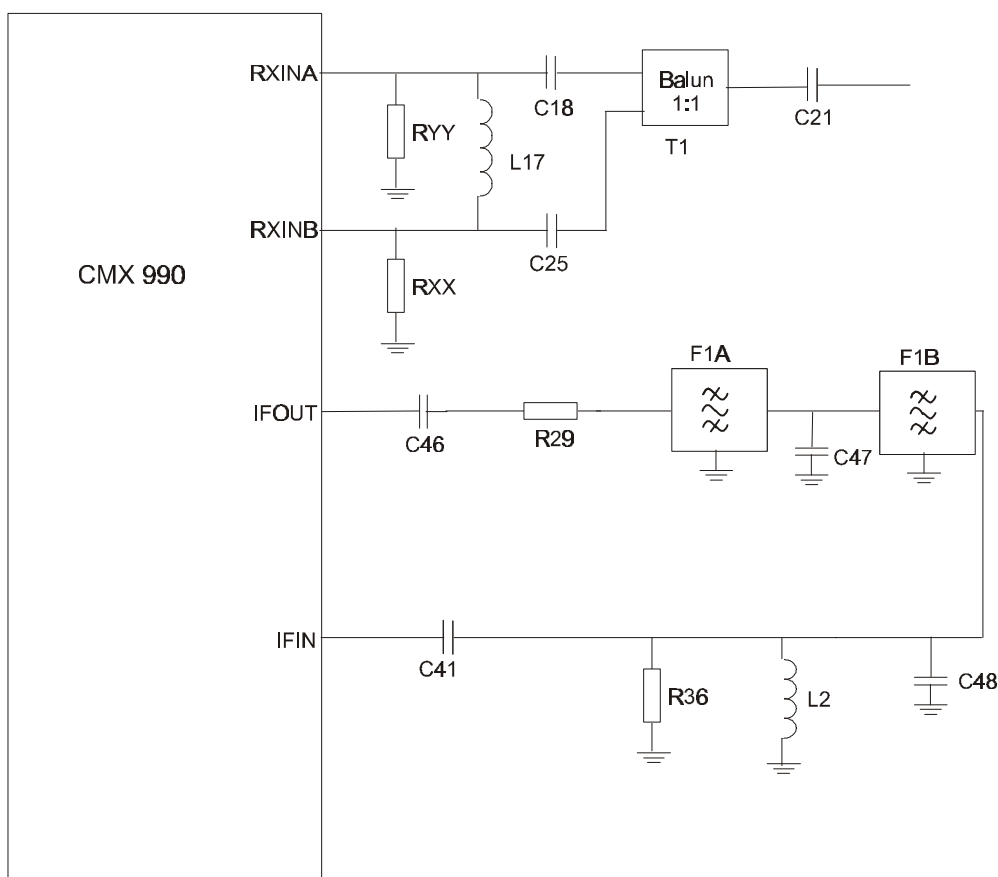 RXINA
C18
Balun
1:1
T1
C21
RYY
L17
RXINB
C25
CMX 990
RXX
IFOUT
C46
R29
F1A
F1B
C47
IFIN
C41
R36
L2
C48